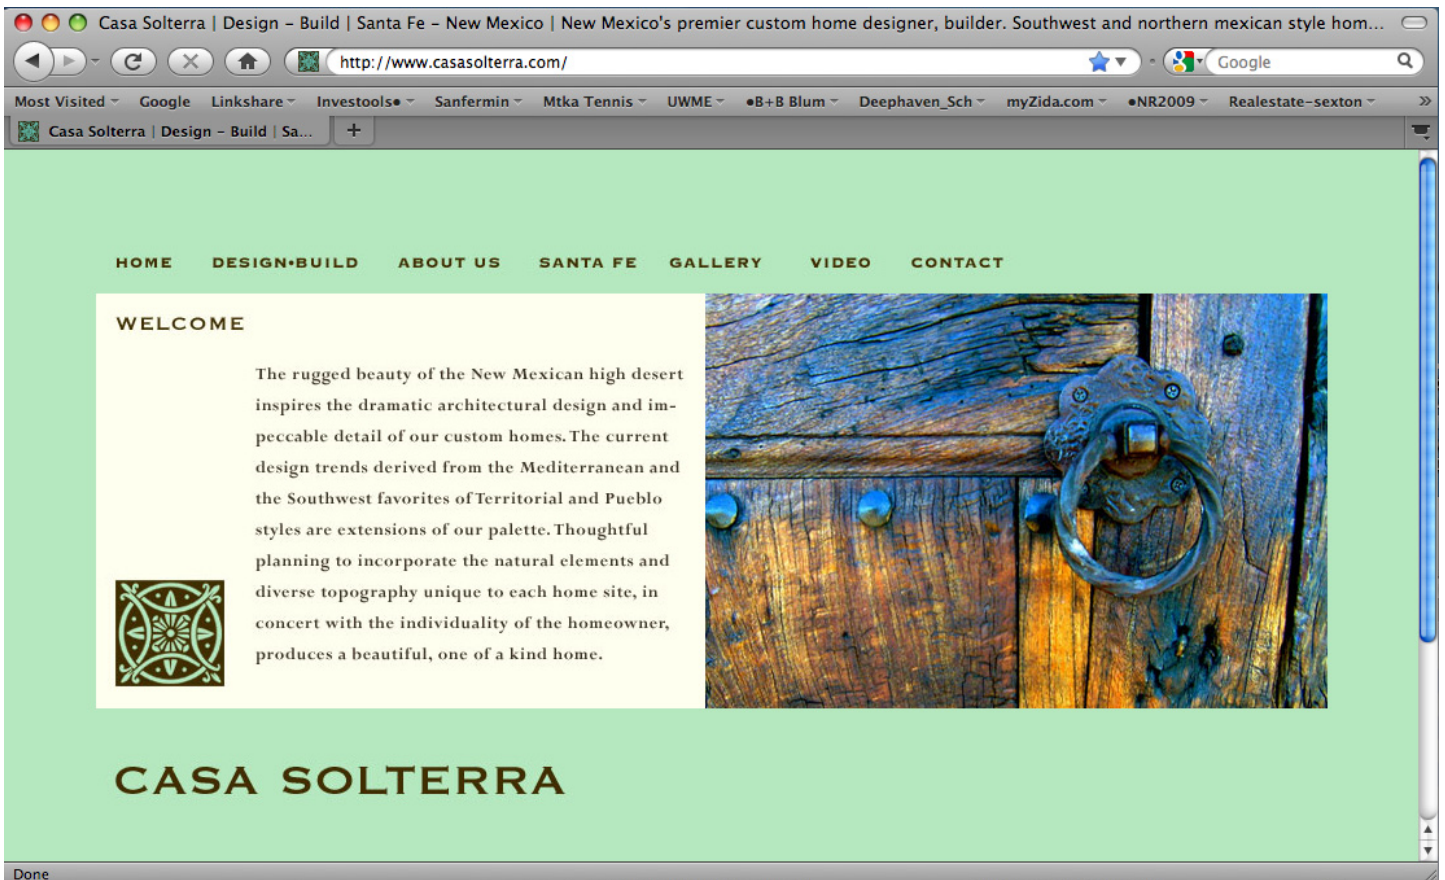 Casa Solterra | Design – Build | Santa Fe – New Mexico | New Mexico's premier custom home designer, builder. Southwest and northern mexican style hom...
http://www.casasolterra.com/ Google
Most Visited Google Linkshare Investools• Sanfermin Mtka Tennis UWME •B+B Blum Deephaven_Sch myZida.com •NR2009 Realestate-sexton »
Casa Solterra | Design – Build | Sa... +
HOME DESIGN•BUILD ABOUT US SANTA FE GALLERY VIDEO CONTACT
WELCOME
The rugged beauty of the New Mexican high desert
inspires the dramatic architectural design and im-
peccable detail of our custom homes. The current
design trends derived from the Mediterranean and
the Southwest favorites of Territorial and Pueblo
styles are extensions of our palette. Thoughtful
planning to incorporate the natural elements and
diverse topography unique to each home site, in
concert with the individuality of the homeowner,
produces a beautiful, one of a kind home.
CASA SOLTERRA
Done